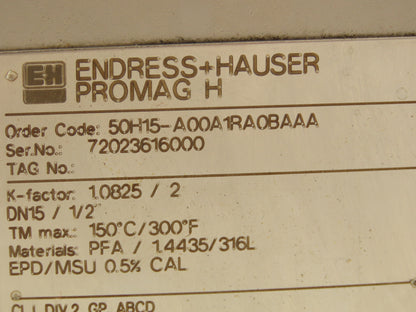 E+H ENDRESS+HAUSER
PROMAG H
Order Code: 50H15-A00A1RA0BAAA
Ser.No.: 72023616000
TAG No.:
K-factor: 1.0825 / 2
DN15 / 1/2"
TM max.: 150°C/300°F
Materials: PFA / 1.4435/316L
EPD/MSU 0.5% CAL
CL.I, DIV.2 GP. ABCD